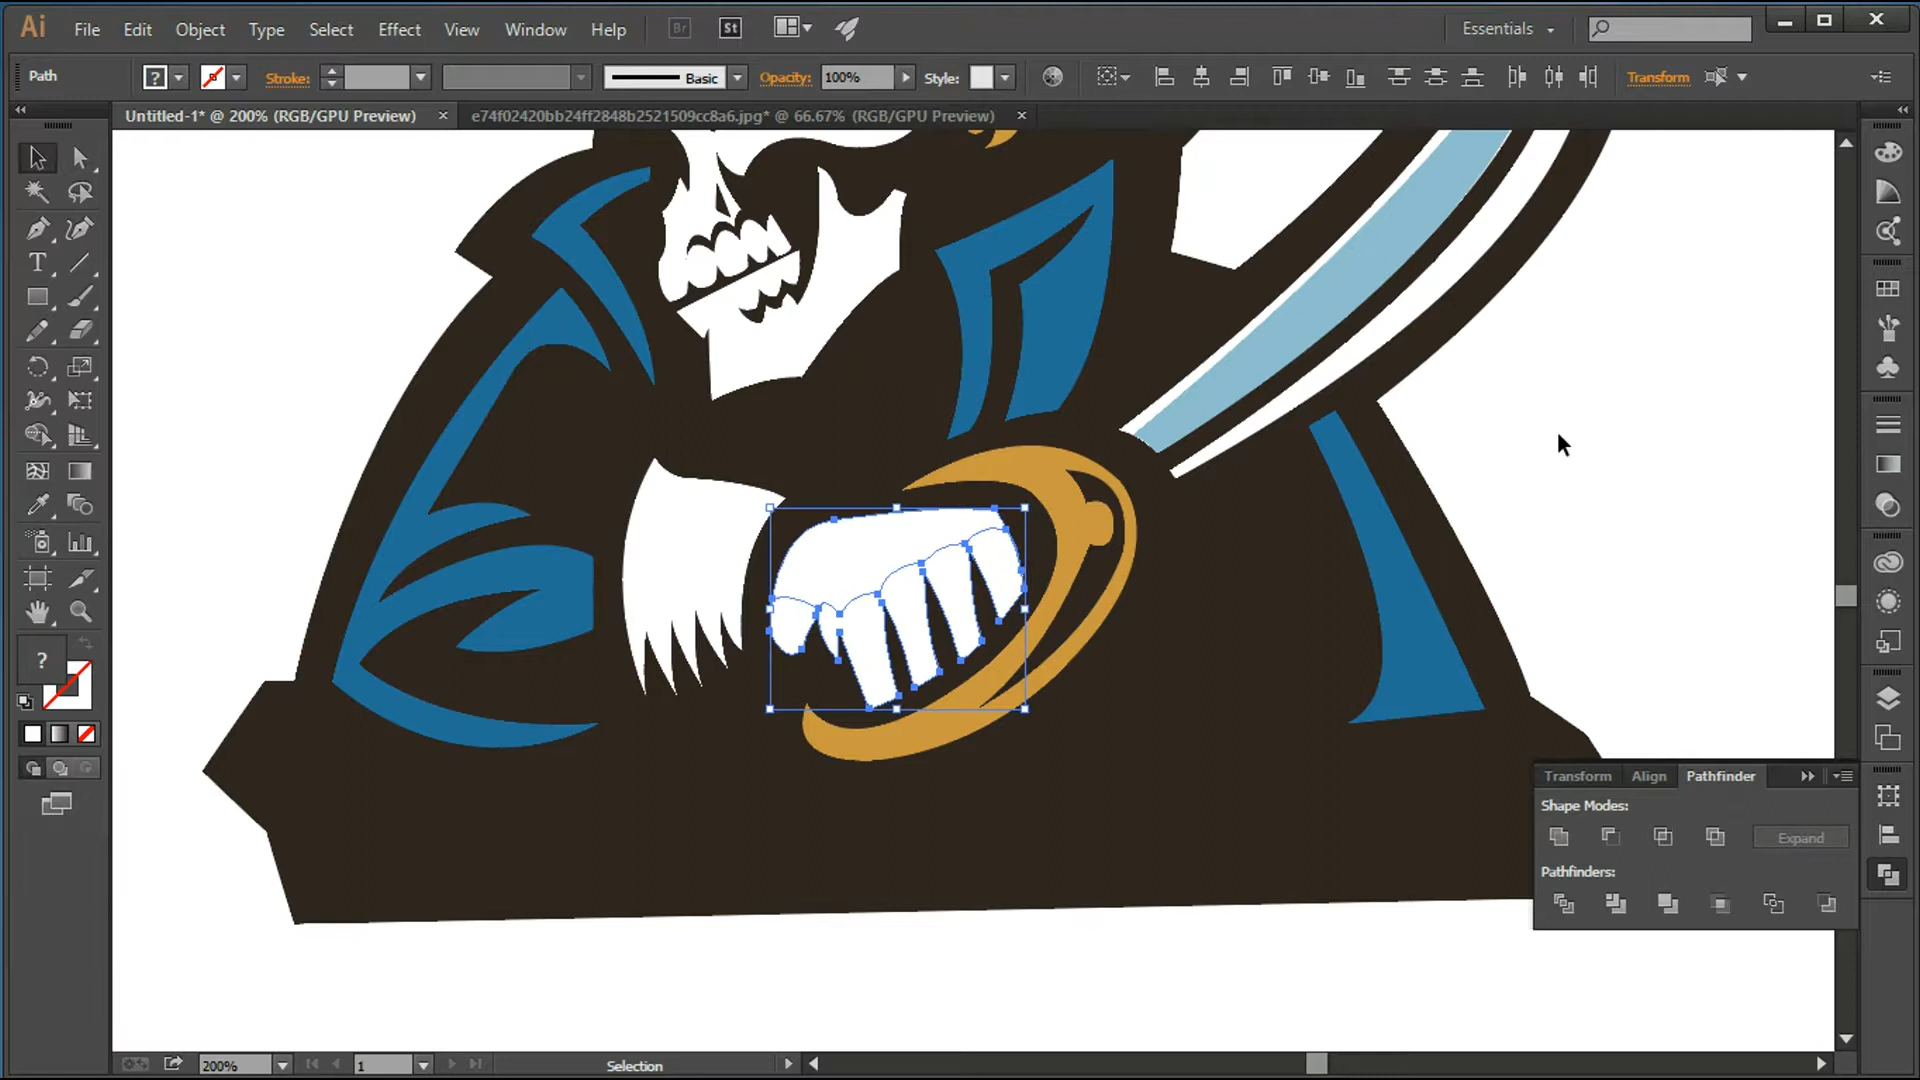 Ai File Edit Object Type Select Effect View Window Help Br St Essentials
Path ? Stroke: Basic Opacity: 100% Style: Transform
Untitled-1* @ 200% (RGB/GPU Preview) × e74f02420bb24ff2848b2521509cc8a6.jpg* @ 66.67% (RGB/GPU Preview) ×
T
?
Transform Align Pathfinder
Shape Modes:
Expand
Pathfinders:
200% 1 Selection